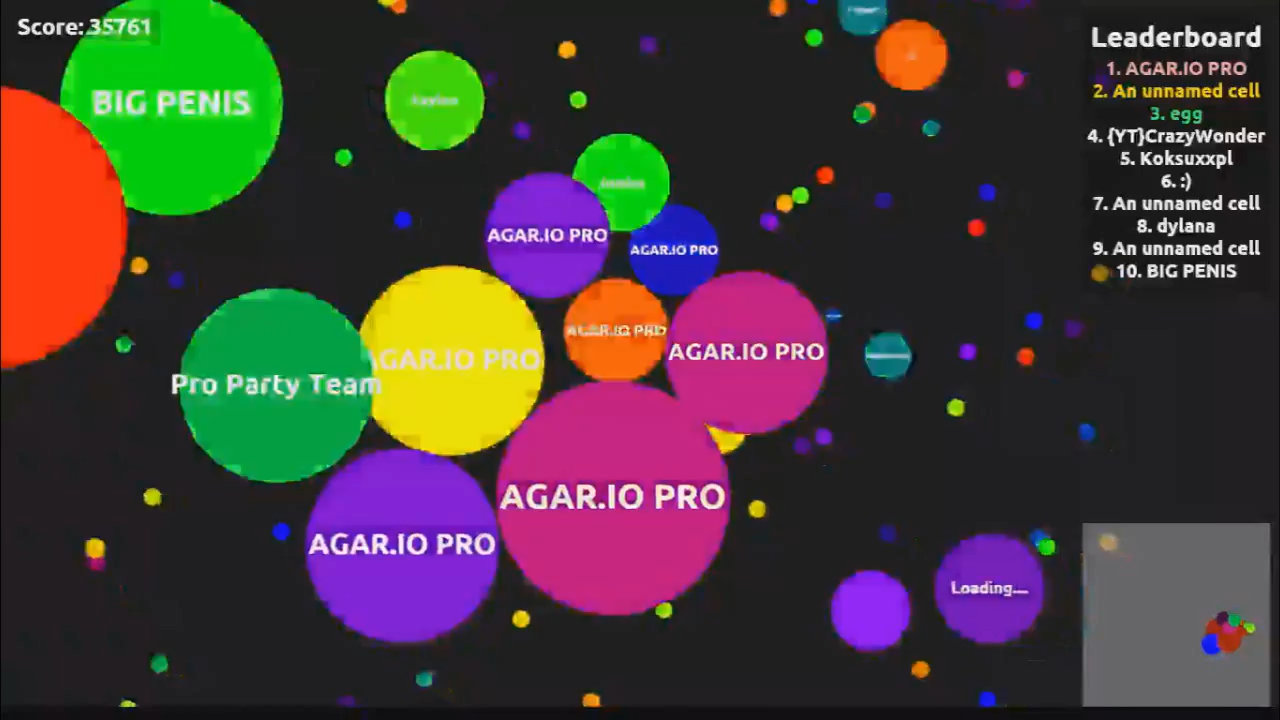 Score: 35761
BIG PENIS
Leaderboard
1. AGAR.IO PRO
2. An unnamed cell
3. egg
4. {YT}CrazyWonder
5. Koksuxxpl
6. :)
7. An unnamed cell
8. dylana
9. An unnamed cell
10. BIG PENIS
AGAR.IO PRO
AGAR.IO PRO
AGAR.IO PRO
AGAR.IO PRO
AGAR.IO PRO
Pro Party Team
AGAR.IO PRO
AGAR.IO PRO
Loading...